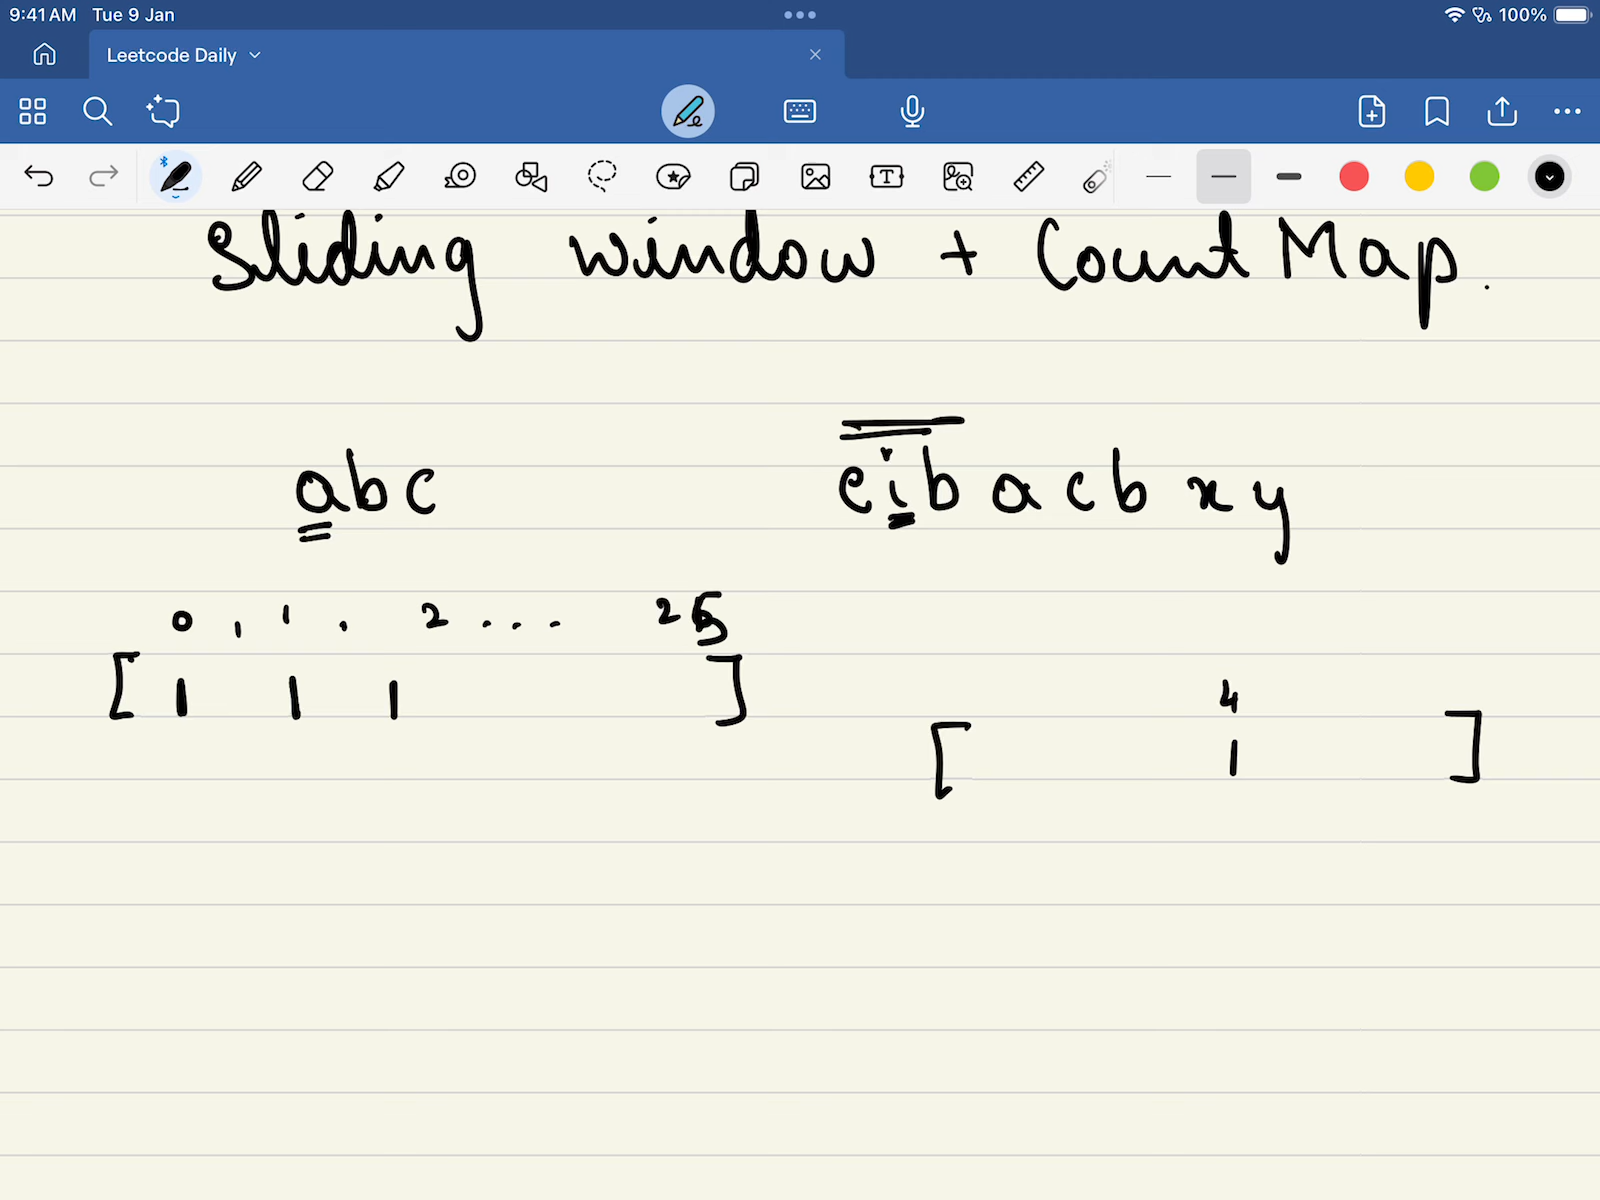 9:41 AM Tue 9 Jan 100%
Leetcode Daily
Sliding window + Count Map.
abc eibacbxy
0, 1. 2... 25
[ 1 1 1 ]
4
[ 1 ]